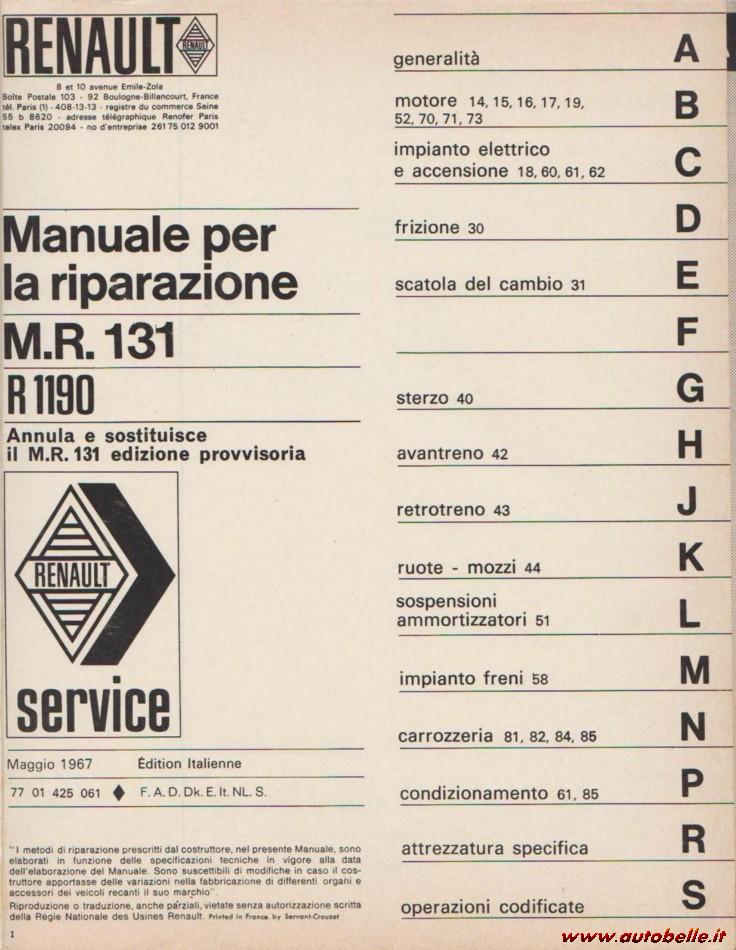 RENAULT
RENAULT
8 et 10 avenue Emile-Zola
Boîte Postale 103 - 92 Boulogne-Billancourt, France
tél. Paris (1) - 408-13-13 - registre du commerce Seine
55 b 8620 - adresse télégraphique Renofer Paris
telex Paris 20094 - no d'entreprise 261 75 012 9001
Manuale per
la riparazione
M.R. 131
R 1190
Annula e sostituisce
il M.R. 131 edizione provvisoria
RENAULT
service
Maggio 1967 Édition Italienne
77 01 425 061 ♦ F. A. D. Dk. E. It. NL. S.
"I metodi di riparazione prescritti dal costruttore, nel presente Manuale, sono
elaborati in funzione delle specificazioni tecniche in vigore alla data
dell'elaborazione del Manuale. Sono suscettibili di modifiche in caso il cos-
truttore apportasse delle variazioni nella fabbricazione di differenti organi e
accessori dei veicoli recanti il suo marchio".
Riproduzione o traduzione, anche parziali, vietate senza autorizzazione scritta
della Régie Nationale des Usines Renault. Printed in France by Servant-Crouzet
I
generalità A
motore 14, 15, 16, 17, 19,
52, 70, 71, 73 B
impianto elettrico
e accensione 18, 60, 61, 62 C
frizione 30 D
scatola del cambio 31 E
F
sterzo 40 G
avantreno 42 H
retrotreno 43 J
ruote - mozzi 44 K
sospensioni
ammortizzatori 51 L
impianto freni 58 M
carrozzeria 81, 82, 84, 85 N
condizionamento 61, 85 P
attrezzatura specifica R
operazioni codificate S
www.autobelle.it